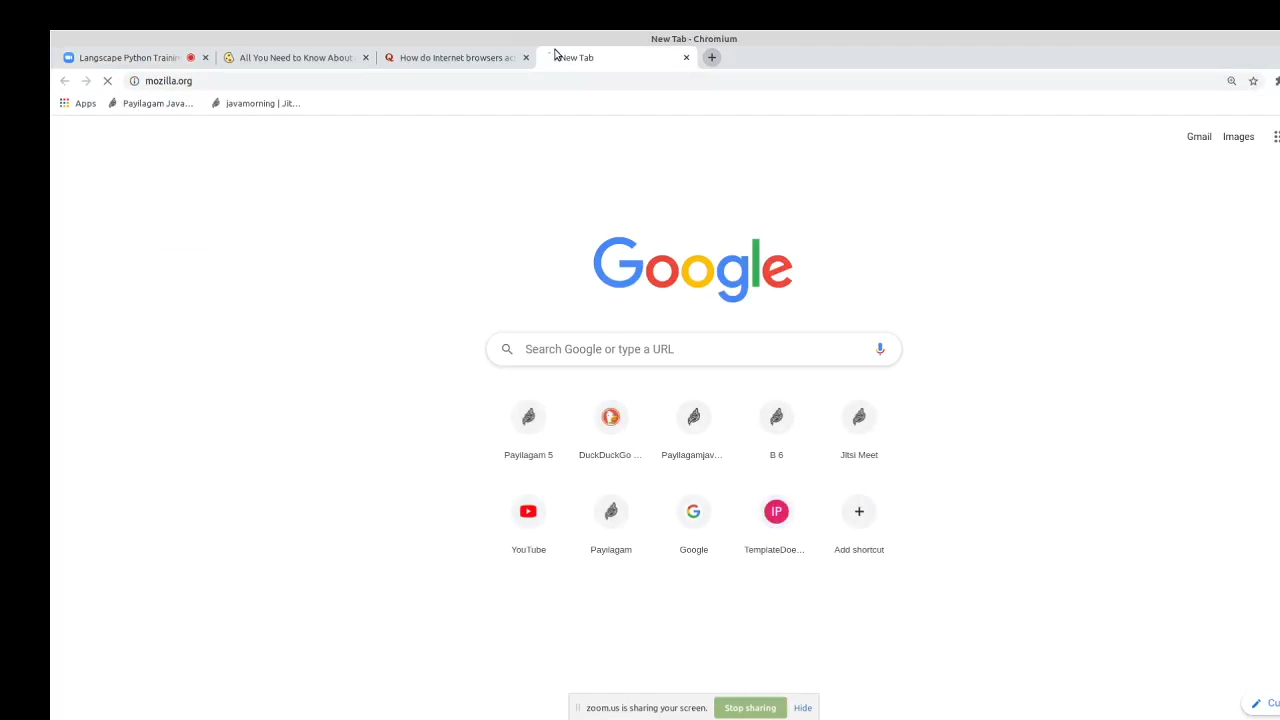 New Tab - Chromium
Langscape Python Trainin
All You Need to Know About
How do Internet browsers ac
New Tab
mozilla.org
Apps
Payilagam Java...
javamorning | Jit...
Gmail
Images
Google
Search Google or type a URL
Payilagam 5
DuckDuckGo ...
Payilagamjav...
B 6
Jitsi Meet
IP
YouTube
Payilagam
Google
TemplateDoe...
Add shortcut
zoom.us is sharing your screen.
Stop sharing
Hide
Cu